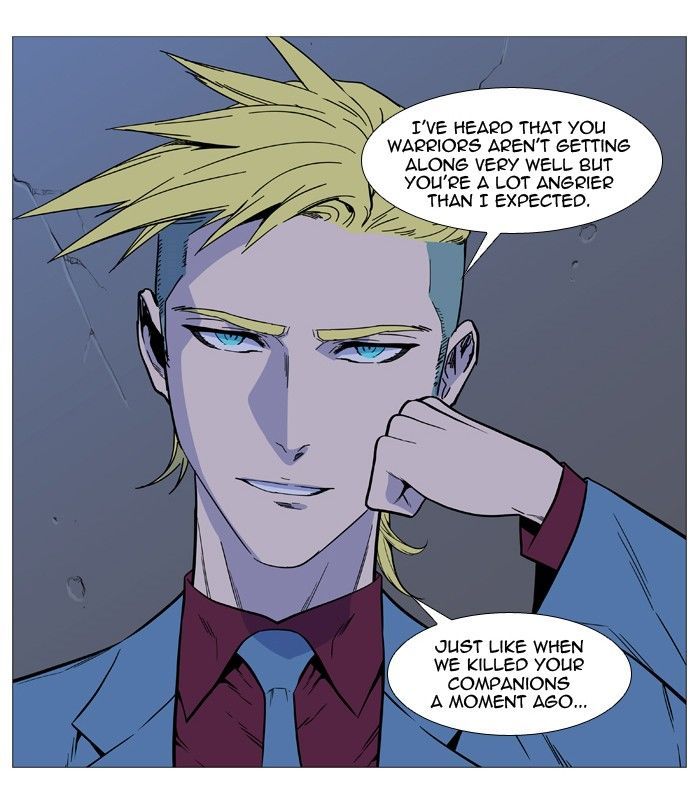 I'VE HEARD THAT YOU
WARRIORS AREN'T GETTING
ALONG VERY WELL BUT
YOU'RE A LOT ANGRIER
THAN I EXPECTED.
JUST LIKE WHEN
WE KILLED YOUR
COMPANIONS
A MOMENT AGO...